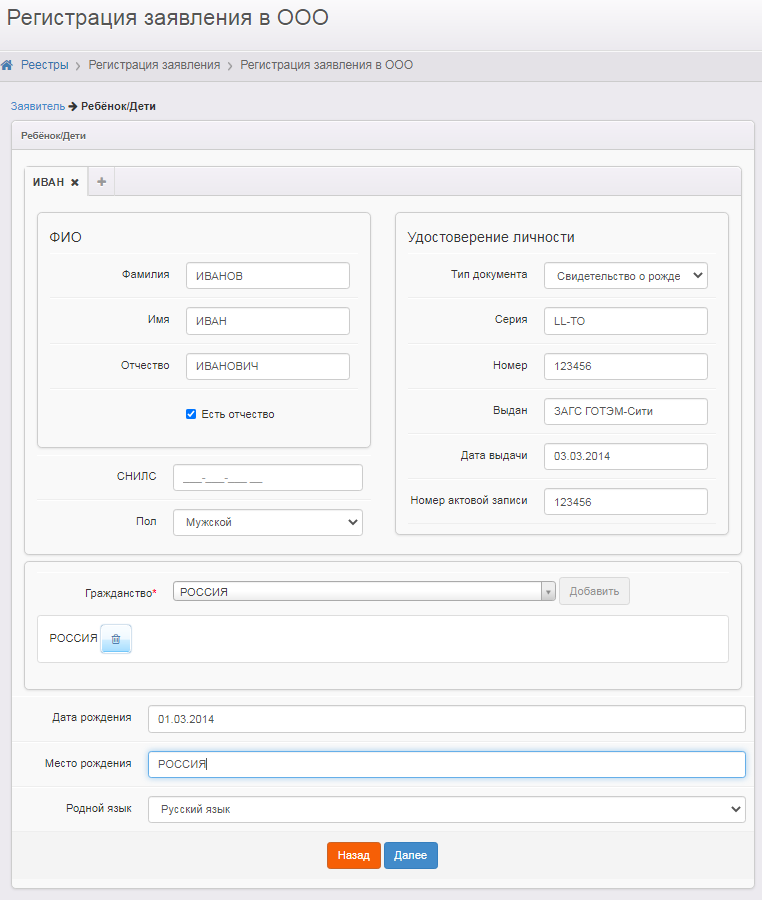 Регистрация заявления в ООО
Реестры > Регистрация заявления > Регистрация заявления в ООО
Заявитель → Ребёнок/Дети
Ребёнок/Дети
ИВАН ✖ +
ФИО
Фамилия ИВАНОВ
Имя ИВАН
Отчество ИВАНОВИЧ
Есть отчество
СНИЛС ___-___-___ __
Пол Мужской
Удостоверение личности
Тип документа Свидетельство о рожде
Серия LL-ТО
Номер 123456
Выдан ЗАГС ГОТЭМ-Сити
Дата выдачи 03.03.2014
Номер актовой записи 123456
Гражданство* РОССИЯ Добавить
РОССИЯ
Дата рождения 01.03.2014
Место рождения РОССИЯ
Родной язык Русский язык
Назад Далее